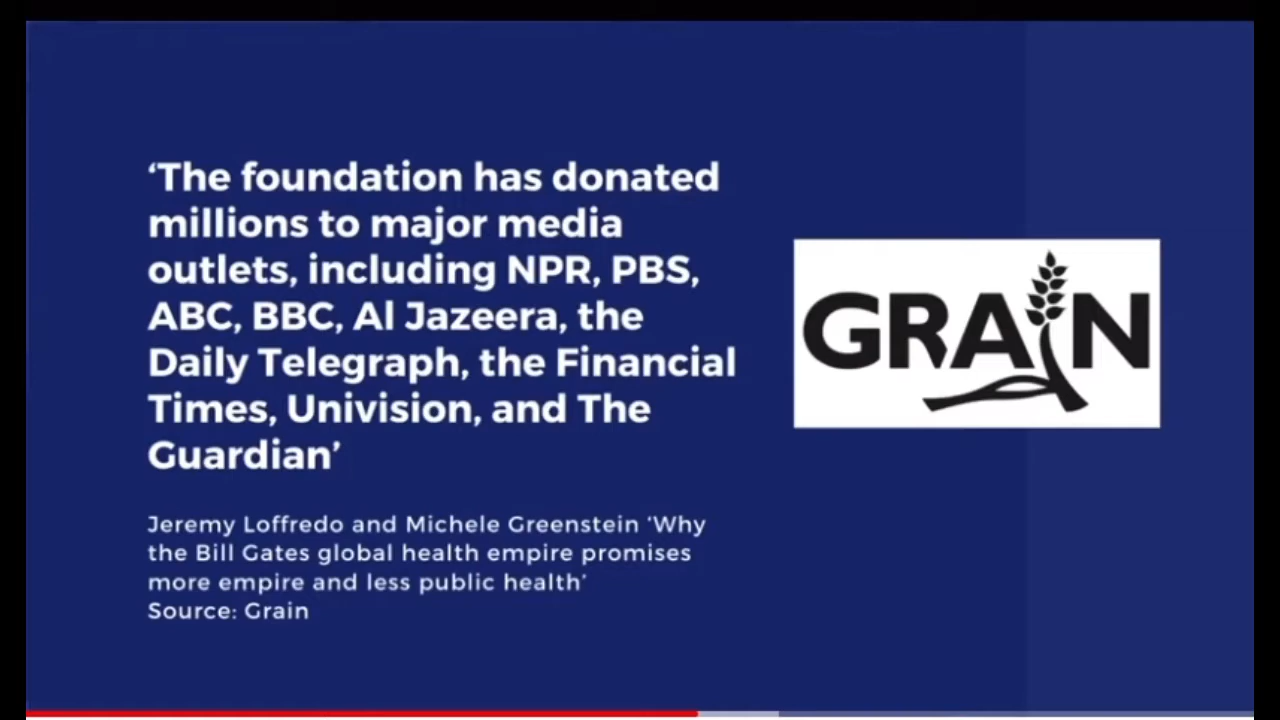 ‘The foundation has donated
millions to major media
outlets, including NPR, PBS,
ABC, BBC, Al Jazeera, the
Daily Telegraph, the Financial
Times, Univision, and The
Guardian’
GRAIN
Jeremy Loffredo and Michele Greenstein ‘Why
the Bill Gates global health empire promises
more empire and less public health’
Source: Grain